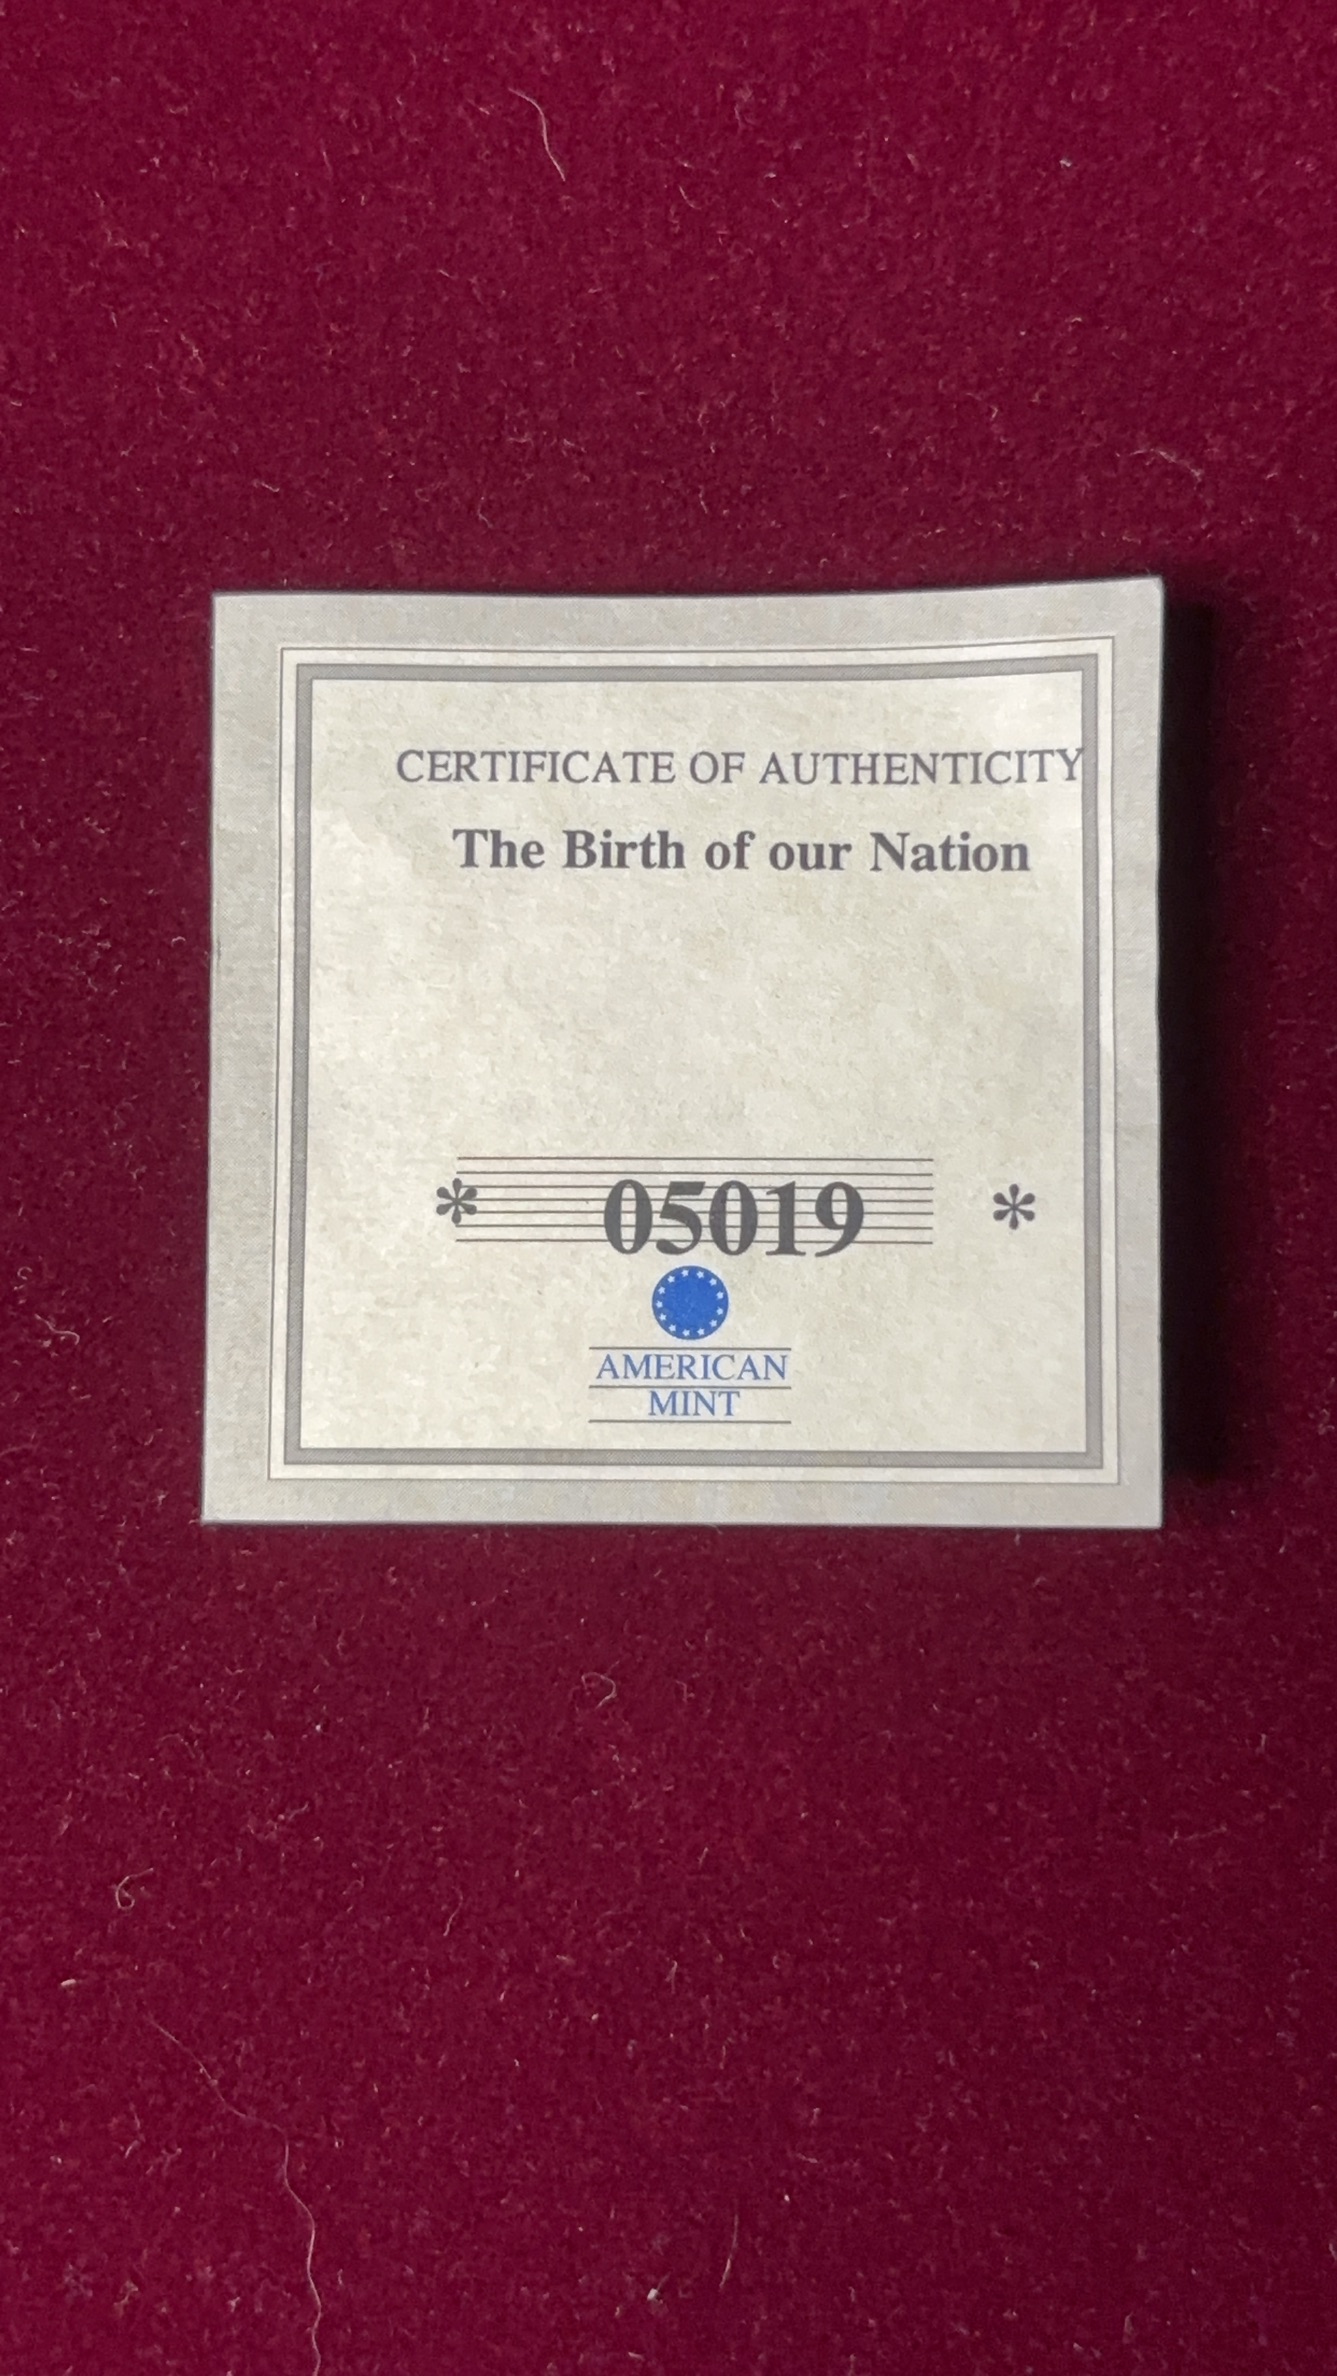 CERTIFICATE OF AUTHENTICITY
The Birth of our Nation
* 05019 *
AMERICAN
MINT